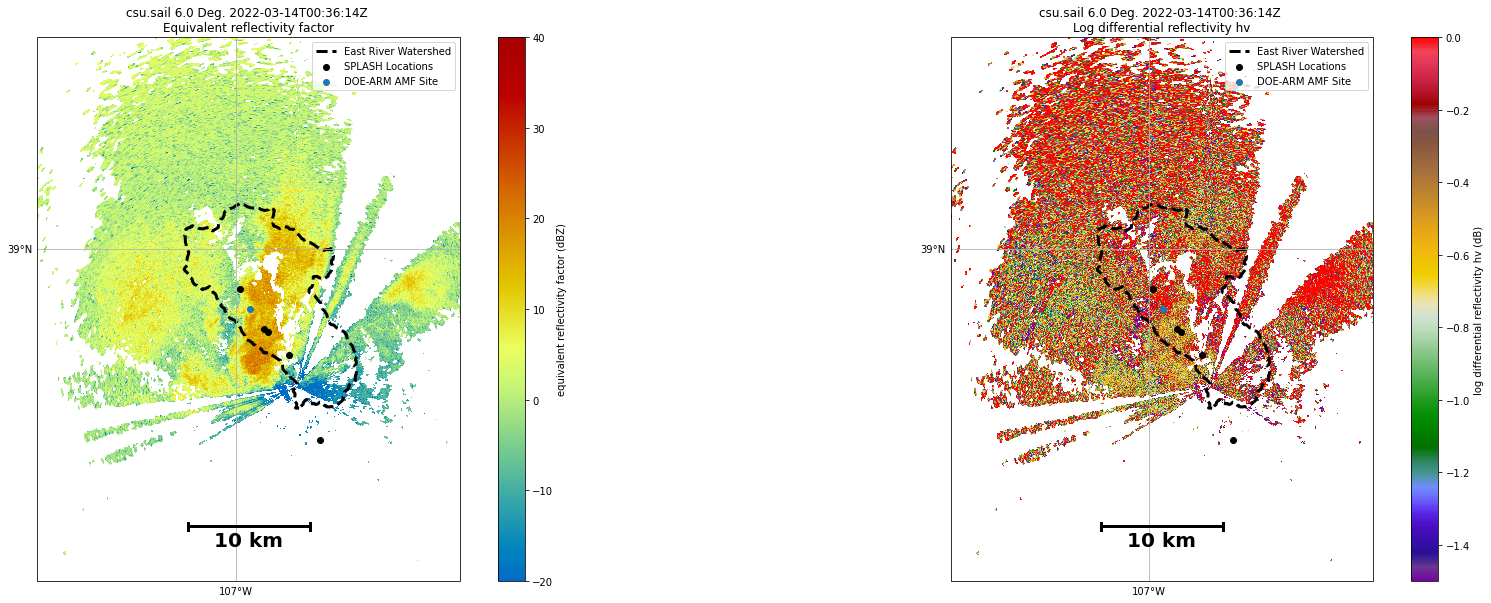 csu.sail 6.0 Deg. 2022-03-14T00:36:14Z
Equivalent reflectivity factor
East River Watershed
SPLASH Locations
DOE-ARM AMF Site
39°N
107°W
10 km
40
30
20
10
0
−10
−20
equivalent reflectivity factor (dBZ)
csu.sail 6.0 Deg. 2022-03-14T00:36:14Z
Log differential reflectivity hv
East River Watershed
SPLASH Locations
DOE-ARM AMF Site
39°N
107°W
10 km
0.0
−0.2
−0.4
−0.6
−0.8
−1.0
−1.2
−1.4
log differential reflectivity hv (dB)